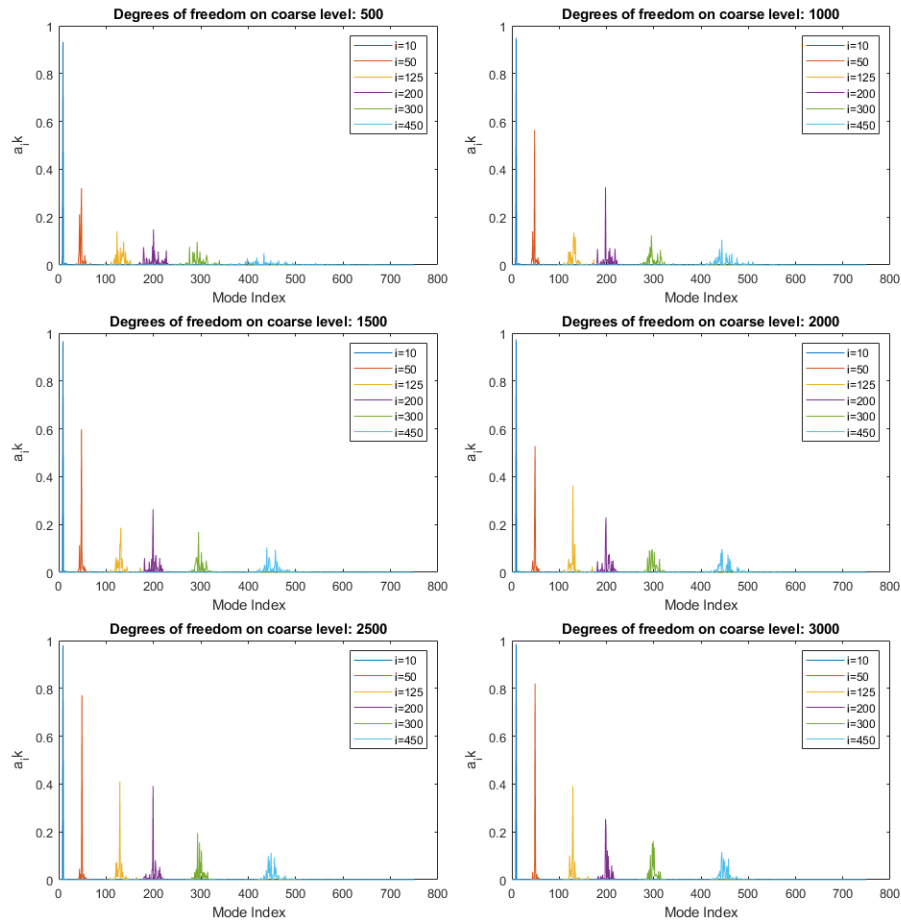 Degrees of freedom on coarse level: 500
1
0.8
0.6
0.4
0.2
0
a_ik
0 100 200 300 400 500 600 700 800
Mode Index
i=10
i=50
i=125
i=200
i=300
i=450
Degrees of freedom on coarse level: 1000
1
0.8
0.6
0.4
0.2
0
a_ik
0 100 200 300 400 500 600 700 800
Mode Index
i=10
i=50
i=125
i=200
i=300
i=450
Degrees of freedom on coarse level: 1500
1
0.8
0.6
0.4
0.2
0
a_ik
0 100 200 300 400 500 600 700 800
Mode Index
i=10
i=50
i=125
i=200
i=300
i=450
Degrees of freedom on coarse level: 2000
1
0.8
0.6
0.4
0.2
0
a_ik
0 100 200 300 400 500 600 700 800
Mode Index
i=10
i=50
i=125
i=200
i=300
i=450
Degrees of freedom on coarse level: 2500
1
0.8
0.6
0.4
0.2
0
a_ik
0 100 200 300 400 500 600 700 800
Mode Index
i=10
i=50
i=125
i=200
i=300
i=450
Degrees of freedom on coarse level: 3000
1
0.8
0.6
0.4
0.2
0
a_ik
0 100 200 300 400 500 600 700 800
Mode Index
i=10
i=50
i=125
i=200
i=300
i=450